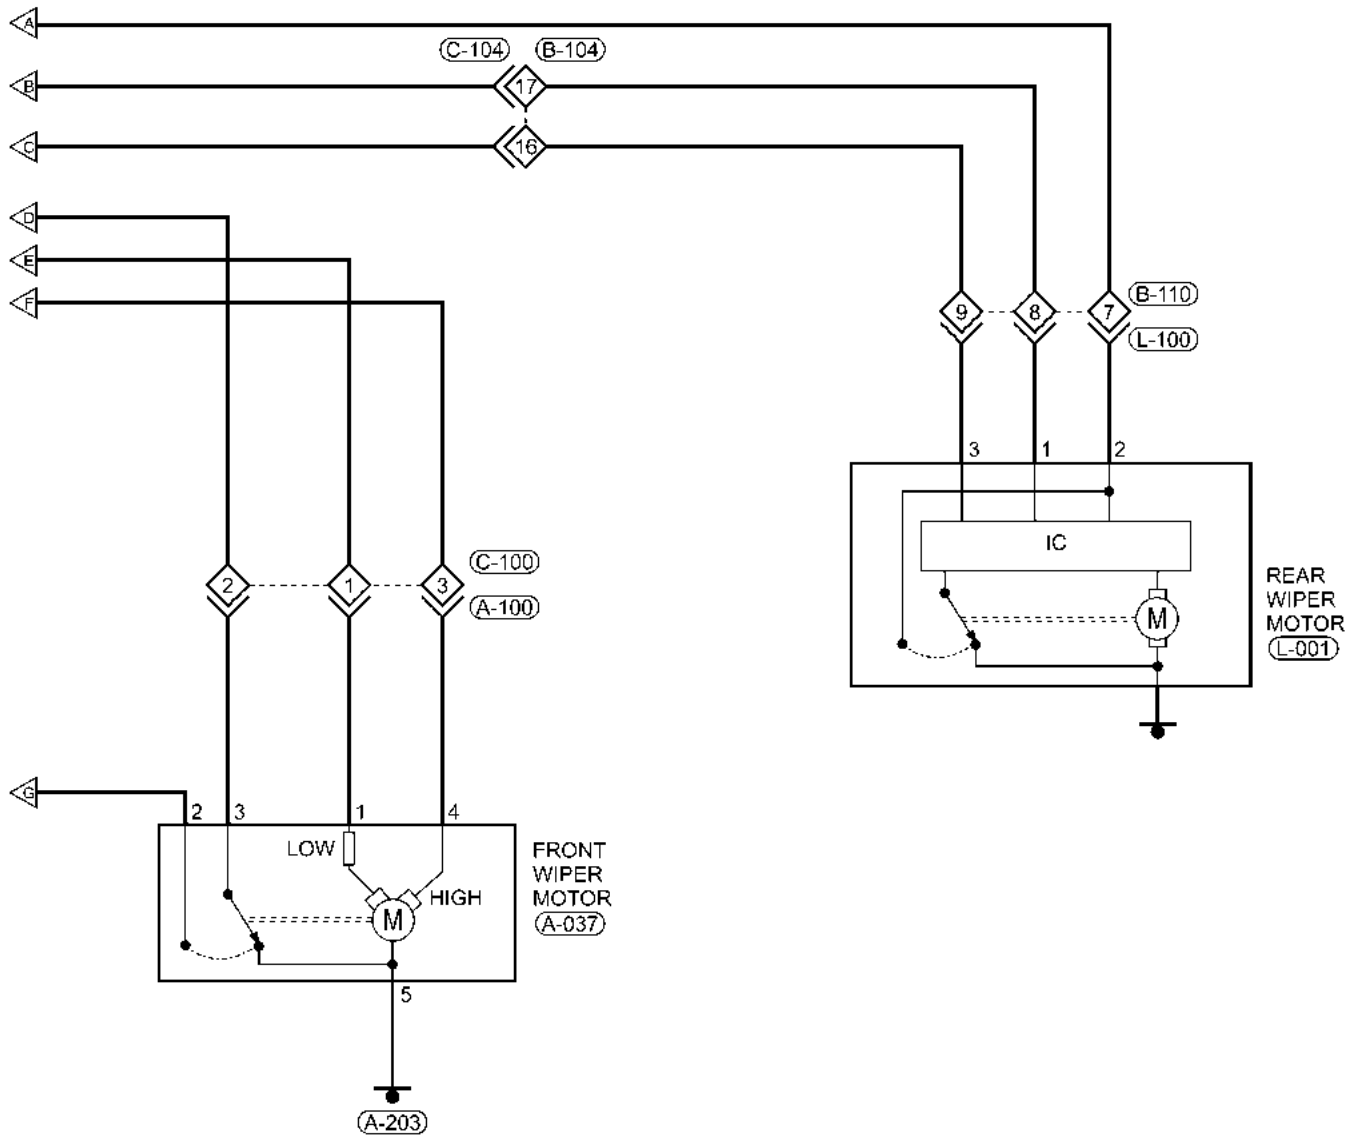 A
C-104 B-104
B 17
C 16
D
E
F
9 8 7 B-110
L-100
3 1 2
IC
2 1 3 C-100
A-100
M
REAR
WIPER
MOTOR
L-001
G
2 3 1 4
LOW
HIGH
M
FRONT
WIPER
MOTOR
A-037
5
A-203